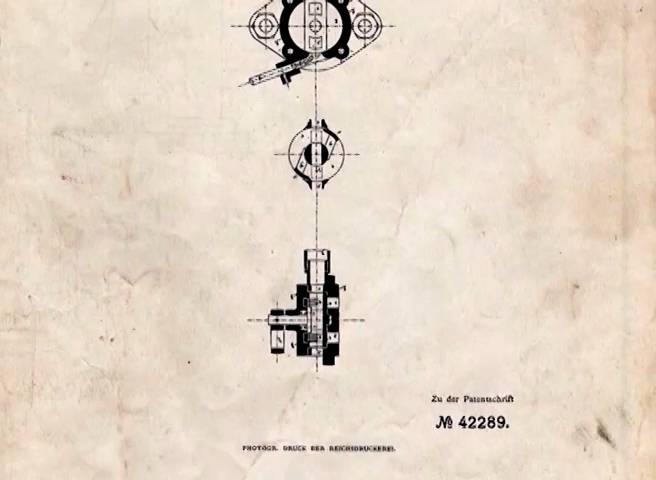 Zu der Patentschrift
№ 42289.
PHOTOGR. DRUCK DER REICHSDRUCKEREI.